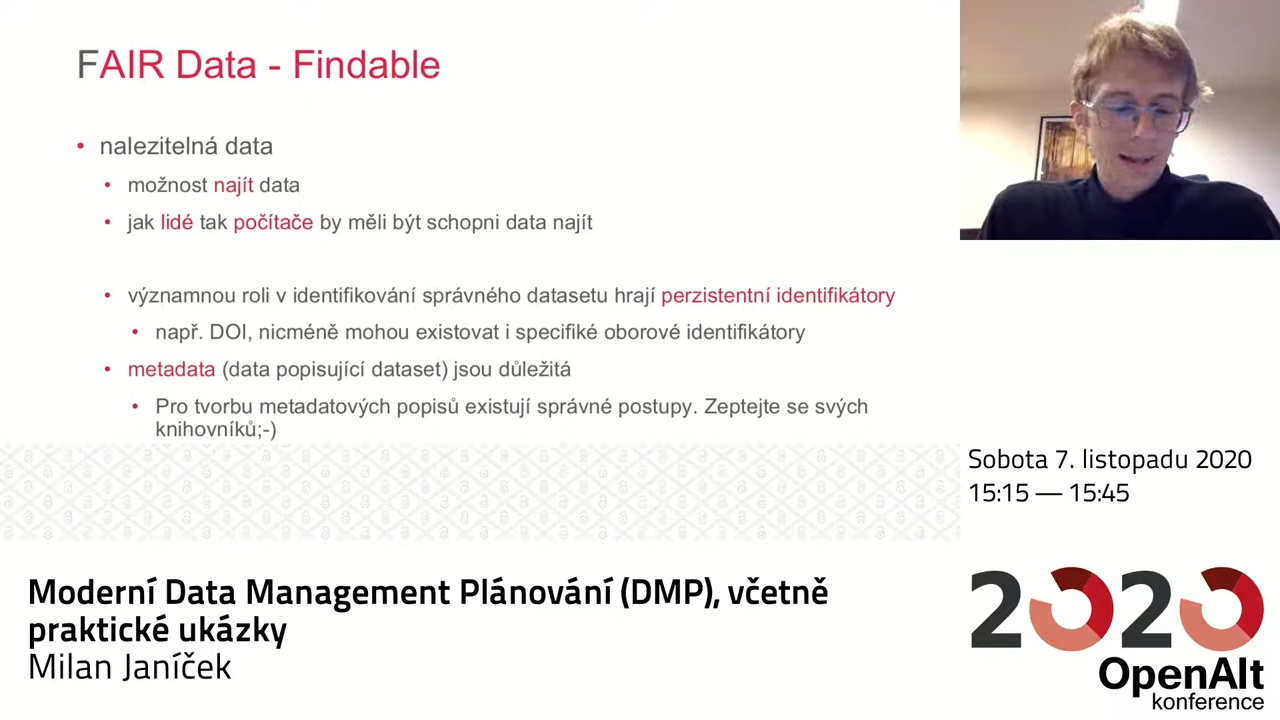 FAIR Data - Findable
• nalezitelná data
• možnost najít data
• jak lidé tak počítače by měli být schopni data najít
• významnou roli v identifikování správného datasetu hrají perzistentní identifikátory
• např. DOI, nicméně mohou existovat i specifiké oborové identifikátory
• metadata (data popisující dataset) jsou důležitá
• Pro tvorbu metadatových popisů existují správné postupy. Zeptejte se svých
knihovníků;-)
Sobota 7. listopadu 2020
15:15 — 15:45
Moderní Data Management Plánování (DMP), včetně
praktické ukázky
Milan Janíček
2020
OpenAlt
konference